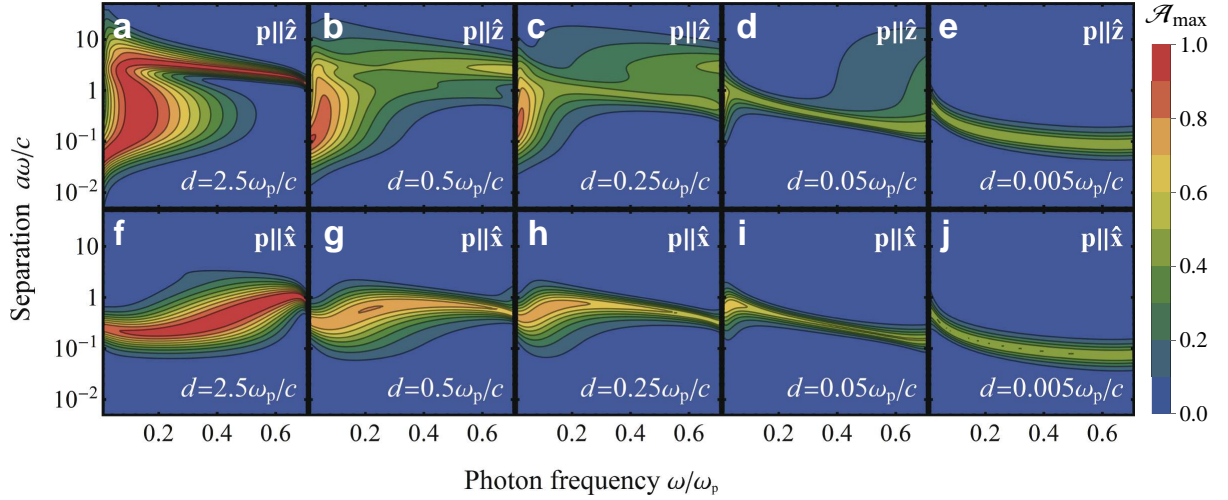 a p||ẑ b p||ẑ c p||ẑ d p||ẑ e p||ẑ 𝒜max
10
1
10⁻¹
10⁻²
d=2.5ωp/c d=0.5ωp/c d=0.25ωp/c d=0.05ωp/c d=0.005ωp/c
1.0
0.8
0.6
0.4
0.2
0.0
Separation aω/c
f p||x̂ g p||x̂ h p||x̂ i p||x̂ j p||x̂
10
1
10⁻¹
10⁻²
d=2.5ωp/c d=0.5ωp/c d=0.25ωp/c d=0.05ωp/c d=0.005ωp/c
0.2 0.4 0.6 0.2 0.4 0.6 0.2 0.4 0.6 0.2 0.4 0.6 0.2 0.4 0.6
Photon frequency ω/ωp